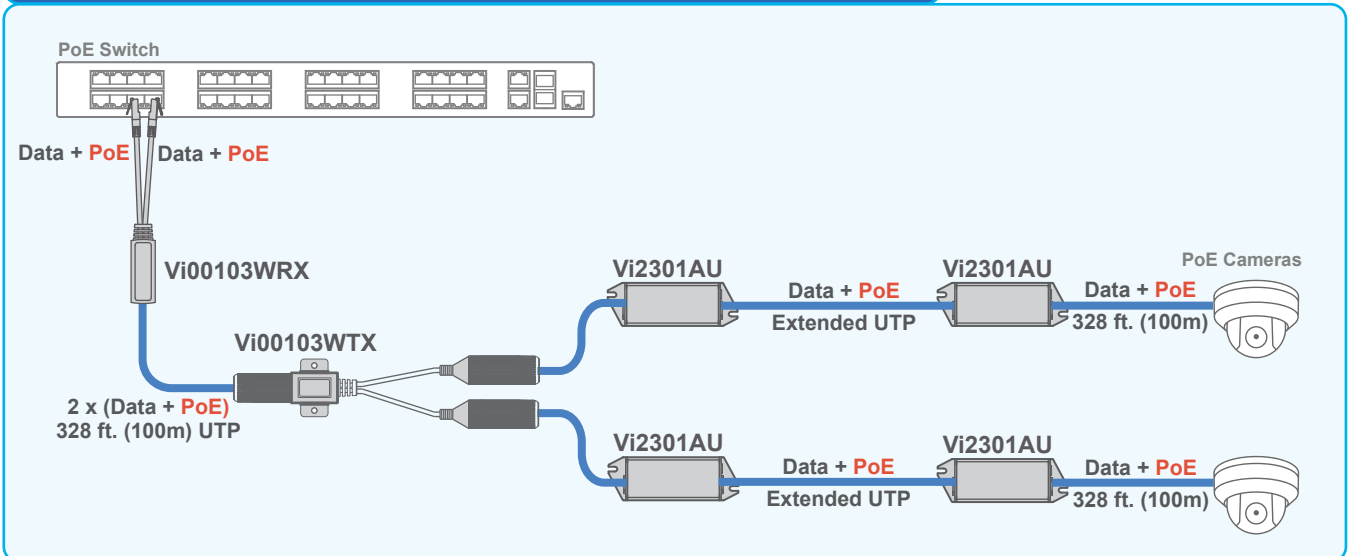 PoE Switch
Data + PoE
Data + PoE
Vi00103WRX
Vi00103WTX
2 x (Data + PoE)
328 ft. (100m) UTP
Vi2301AU
Data + PoE
Extended UTP
Vi2301AU
Data + PoE
328 ft. (100m)
PoE Cameras
Vi2301AU
Data + PoE
Extended UTP
Vi2301AU
Data + PoE
328 ft. (100m)